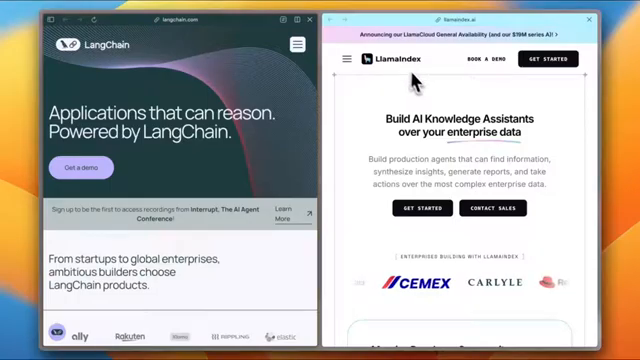 langchain.com
LangChain
Applications that can reason.
Powered by LangChain.
Get a demo
Sign up to be the first to access recordings from Interrupt, The AI Agent
Conference!
Learn
More
From startups to global enterprises,
ambitious builders choose
LangChain products.
ally
Rakuten
RIPPLING
elastic
llamaindex.ai
Announcing our LlamaCloud General Availability (and our $19M series A)!
LlamaIndex
BOOK A DEMO
GET STARTED
Build AI Knowledge Assistants
over your enterprise data
Build production agents that can find information,
synthesize insights, generate reports, and take
actions over the most complex enterprise data.
GET STARTED
CONTACT SALES
ENTERPRISED BUILDING WITH LLAMAINDEX
CEMEX
CARLYLE